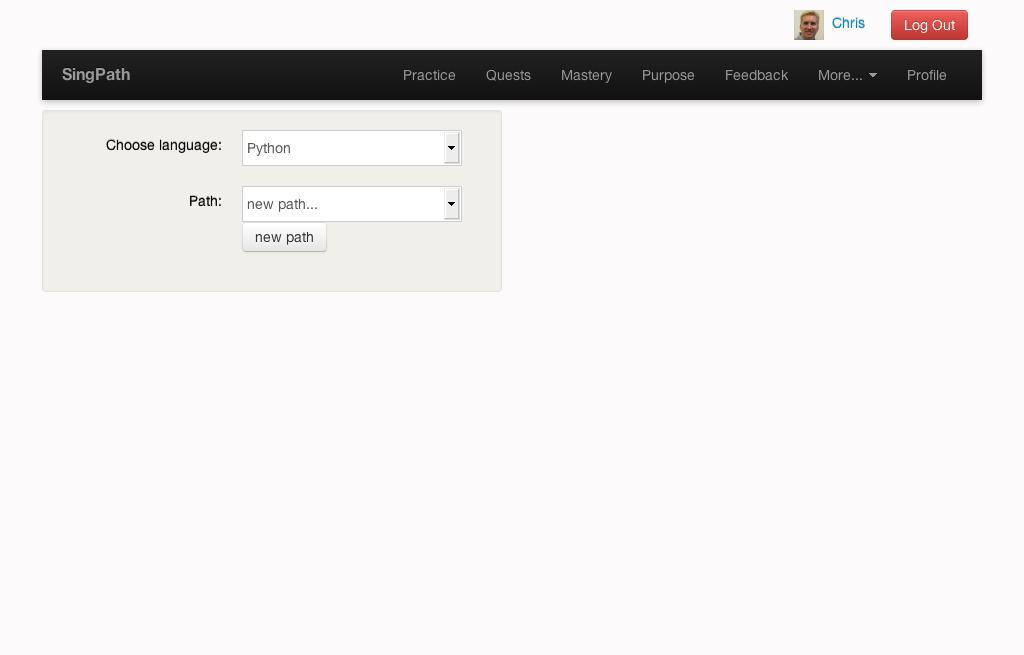 Chris Log Out
SingPath Practice Quests Mastery Purpose Feedback More... Profile
Choose language: Python
Path: new path...
new path